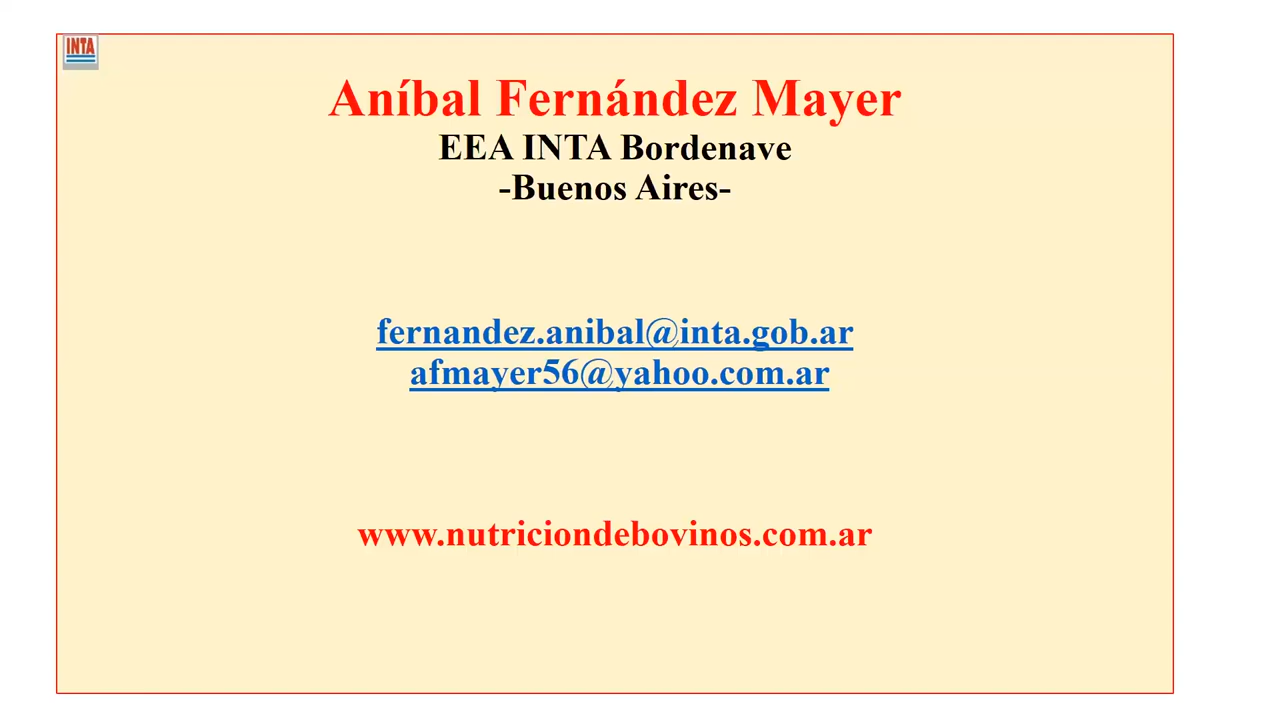 INTA
Aníbal Fernández Mayer
EEA INTA Bordenave
-Buenos Aires-
fernandez.anibal@inta.gob.ar
afmayer56@yahoo.com.ar
www.nutriciondebovinos.com.ar